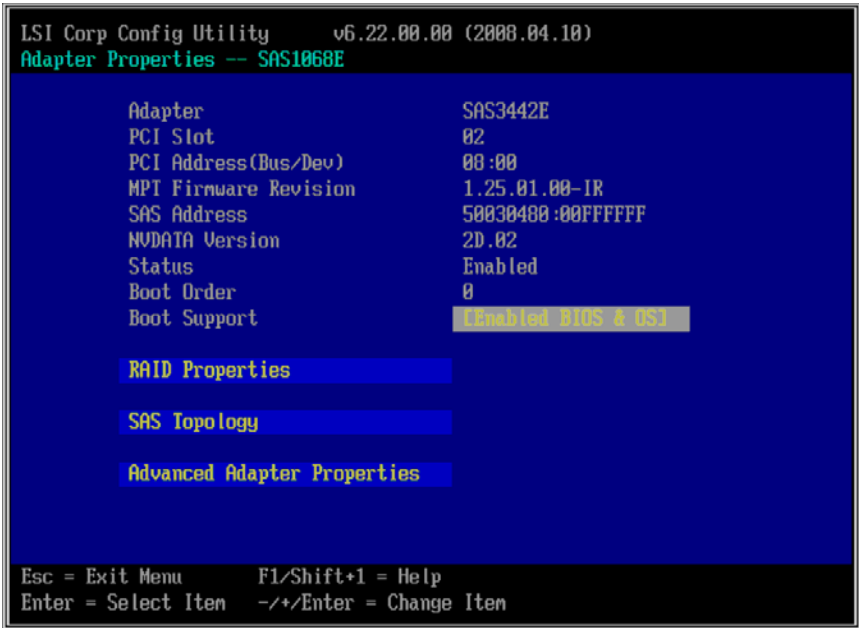 LSI Corp Config Utility v6.22.00.00 (2008.04.10)
Adapter Properties -- SAS1068E
Adapter SAS3442E
PCI Slot 02
PCI Address(Bus/Dev) 08:00
MPT Firmware Revision 1.25.01.00-IR
SAS Address 50030480:00FFFFFF
NVDATA Version 2D.02
Status Enabled
Boot Order 0
Boot Support [Enabled BIOS & OS]
RAID Properties
SAS Topology
Advanced Adapter Properties
Esc = Exit Menu F1/Shift+1 = Help
Enter = Select Item -/+/Enter = Change Item